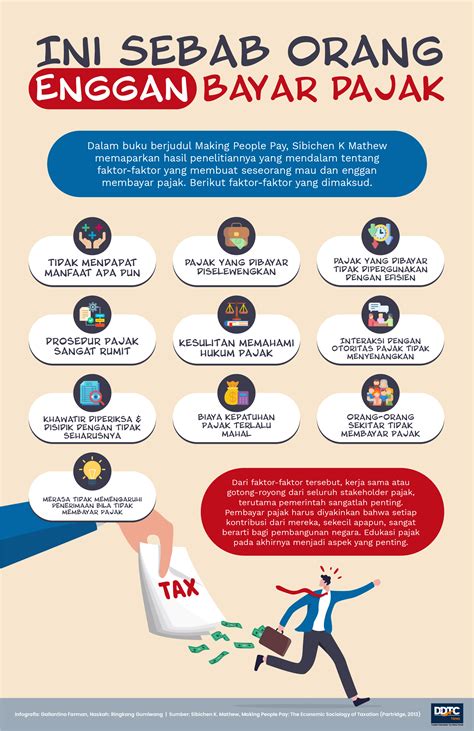 INI SEBAB ORANG
ENGGAN BAYAR PAJAK
Dalam buku berjudul Making People Pay, Sibichen K Mathew
memaparkan hasil penelitiannya yang mendalam tentang
faktor-faktor yang membuat seseorang mau dan enggan
membayar pajak. Berikut faktor-faktor yang dimaksud.
TIDAK MENDAPAT
MANFAAT APA PUN
PAJAK YANG DIBAYAR
DISELEWENGKAN
PAJAK YANG DIBAYAR
TIDAK DIPERGUNAKAN
DENGAN EFISIEN
PROSEDUR PAJAK
SANGAT RUMIT
KESULITAN MEMAHAMI
HUKUM PAJAK
INTERAKSI DENGAN
OTORITAS PAJAK TIDAK
MENYENANGKAN
KHAWATIR DIPERIKSA &
DISIDIK DENGAN TIDAK
SEHARUSNYA
BIAYA KEPATUHAN
PAJAK TERLALU
MAHAL
ORANG-ORANG
SEKITAR TIDAK
MEMBAYAR PAJAK
MERASA TIDAK MEMENGARUHI
PENERIMAAN BILA TIDAK
MEMBAYAR PAJAK
Dari faktor-faktor tersebut, kerja sama atau
gotong-royong dari seluruh stakeholder pajak,
terutama pemerintah sangatlah penting.
Pembayar pajak harus diyakinkan bahwa setiap
kontribusi dari mereka, sekecil apapun, sangat
berarti bagi pembangunan negara. Edukasi pajak
pada akhirnya menjadi aspek yang penting.
TAX
Infografis: Gallantino Farman, Naskah: Ringkang Gumiwang | Sumber: Sibichen K. Mathew, Making People Pay: The Economic Sociology of Taxation (Partridge, 2013)
DDTC
News